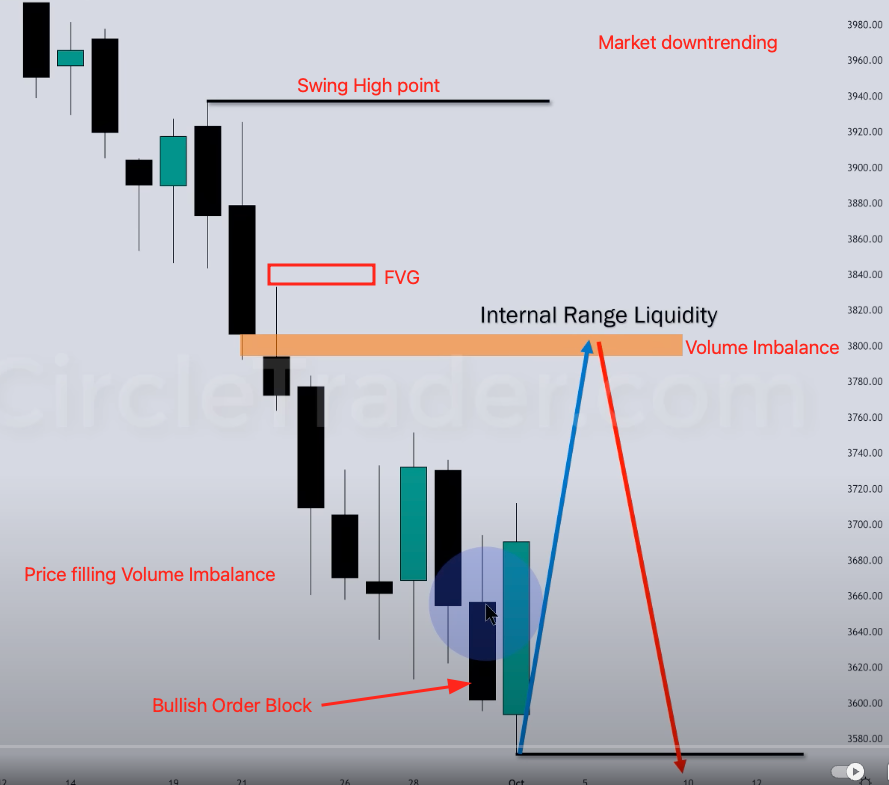 3980.00
Market downtrending
3960.00
Swing High point
3940.00
3920.00
3900.00
3880.00
3860.00
FVG
3840.00
Internal Range Liquidity
3820.00
Volume Imbalance
3800.00
3780.00
CircleTrader.com
3760.00
3740.00
3720.00
3700.00
3680.00
Price filling Volume Imbalance
3660.00
3640.00
3620.00
Bullish Order Block
3600.00
3580.00
12 14 19 21 26 28 Oct 5 10 12